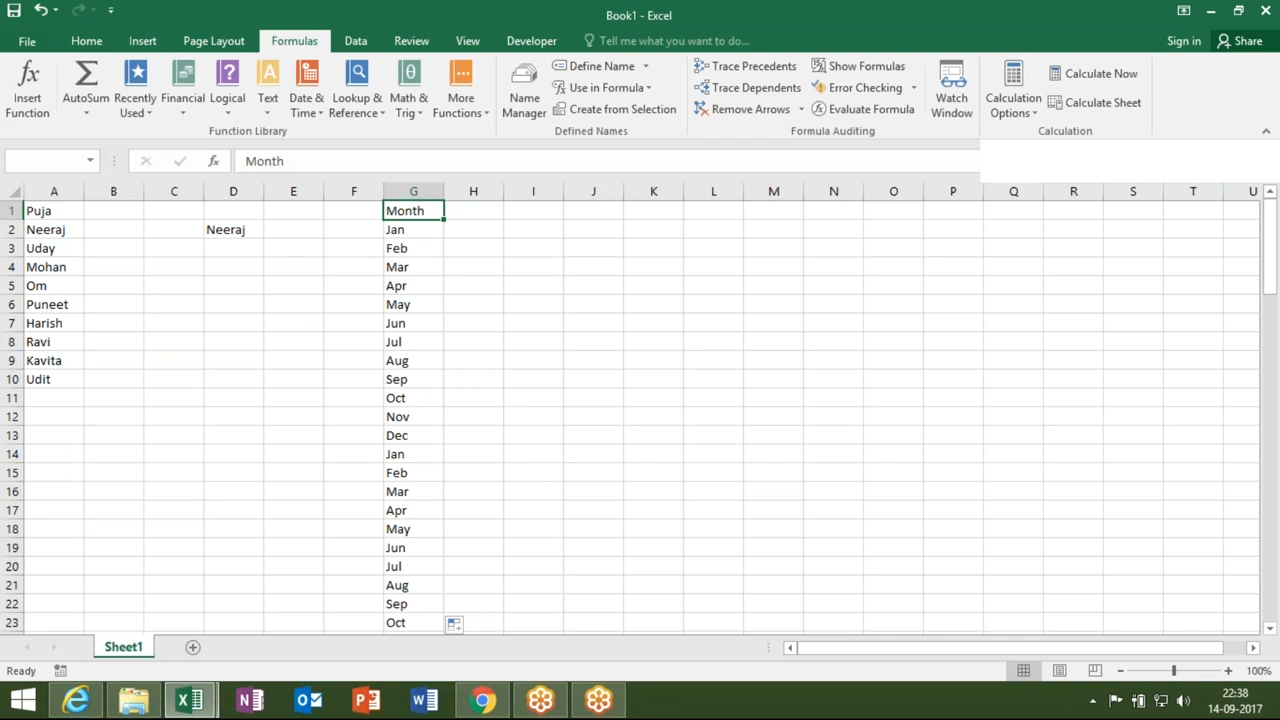 Book1 - Excel
File Home Insert Page Layout Formulas Data Review View Developer Tell me what you want to do... Sign in Share
Insert Function
AutoSum
Recently Used
Financial
Logical
Text
Date & Time
Lookup & Reference
Math & Trig
More Functions
Function Library
Name Manager
Define Name
Use in Formula
Create from Selection
Defined Names
Trace Precedents
Trace Dependents
Remove Arrows
Show Formulas
Error Checking
Evaluate Formula
Formula Auditing
Watch Window
Calculation Options
Calculate Now
Calculate Sheet
Calculation
fx Month
A B C D E F G H I J K L M N O P Q R S T U
1 Puja Month
2 Neeraj Neeraj Jan
3 Uday Feb
4 Mohan Mar
5 Om Apr
6 Puneet May
7 Harish Jun
8 Ravi Jul
9 Kavita Aug
10 Udit Sep
11 Oct
12 Nov
13 Dec
14 Jan
15 Feb
16 Mar
17 Apr
18 May
19 Jun
20 Jul
21 Aug
22 Sep
23 Oct
Sheet1
Ready 100%
22:38
14-09-2017